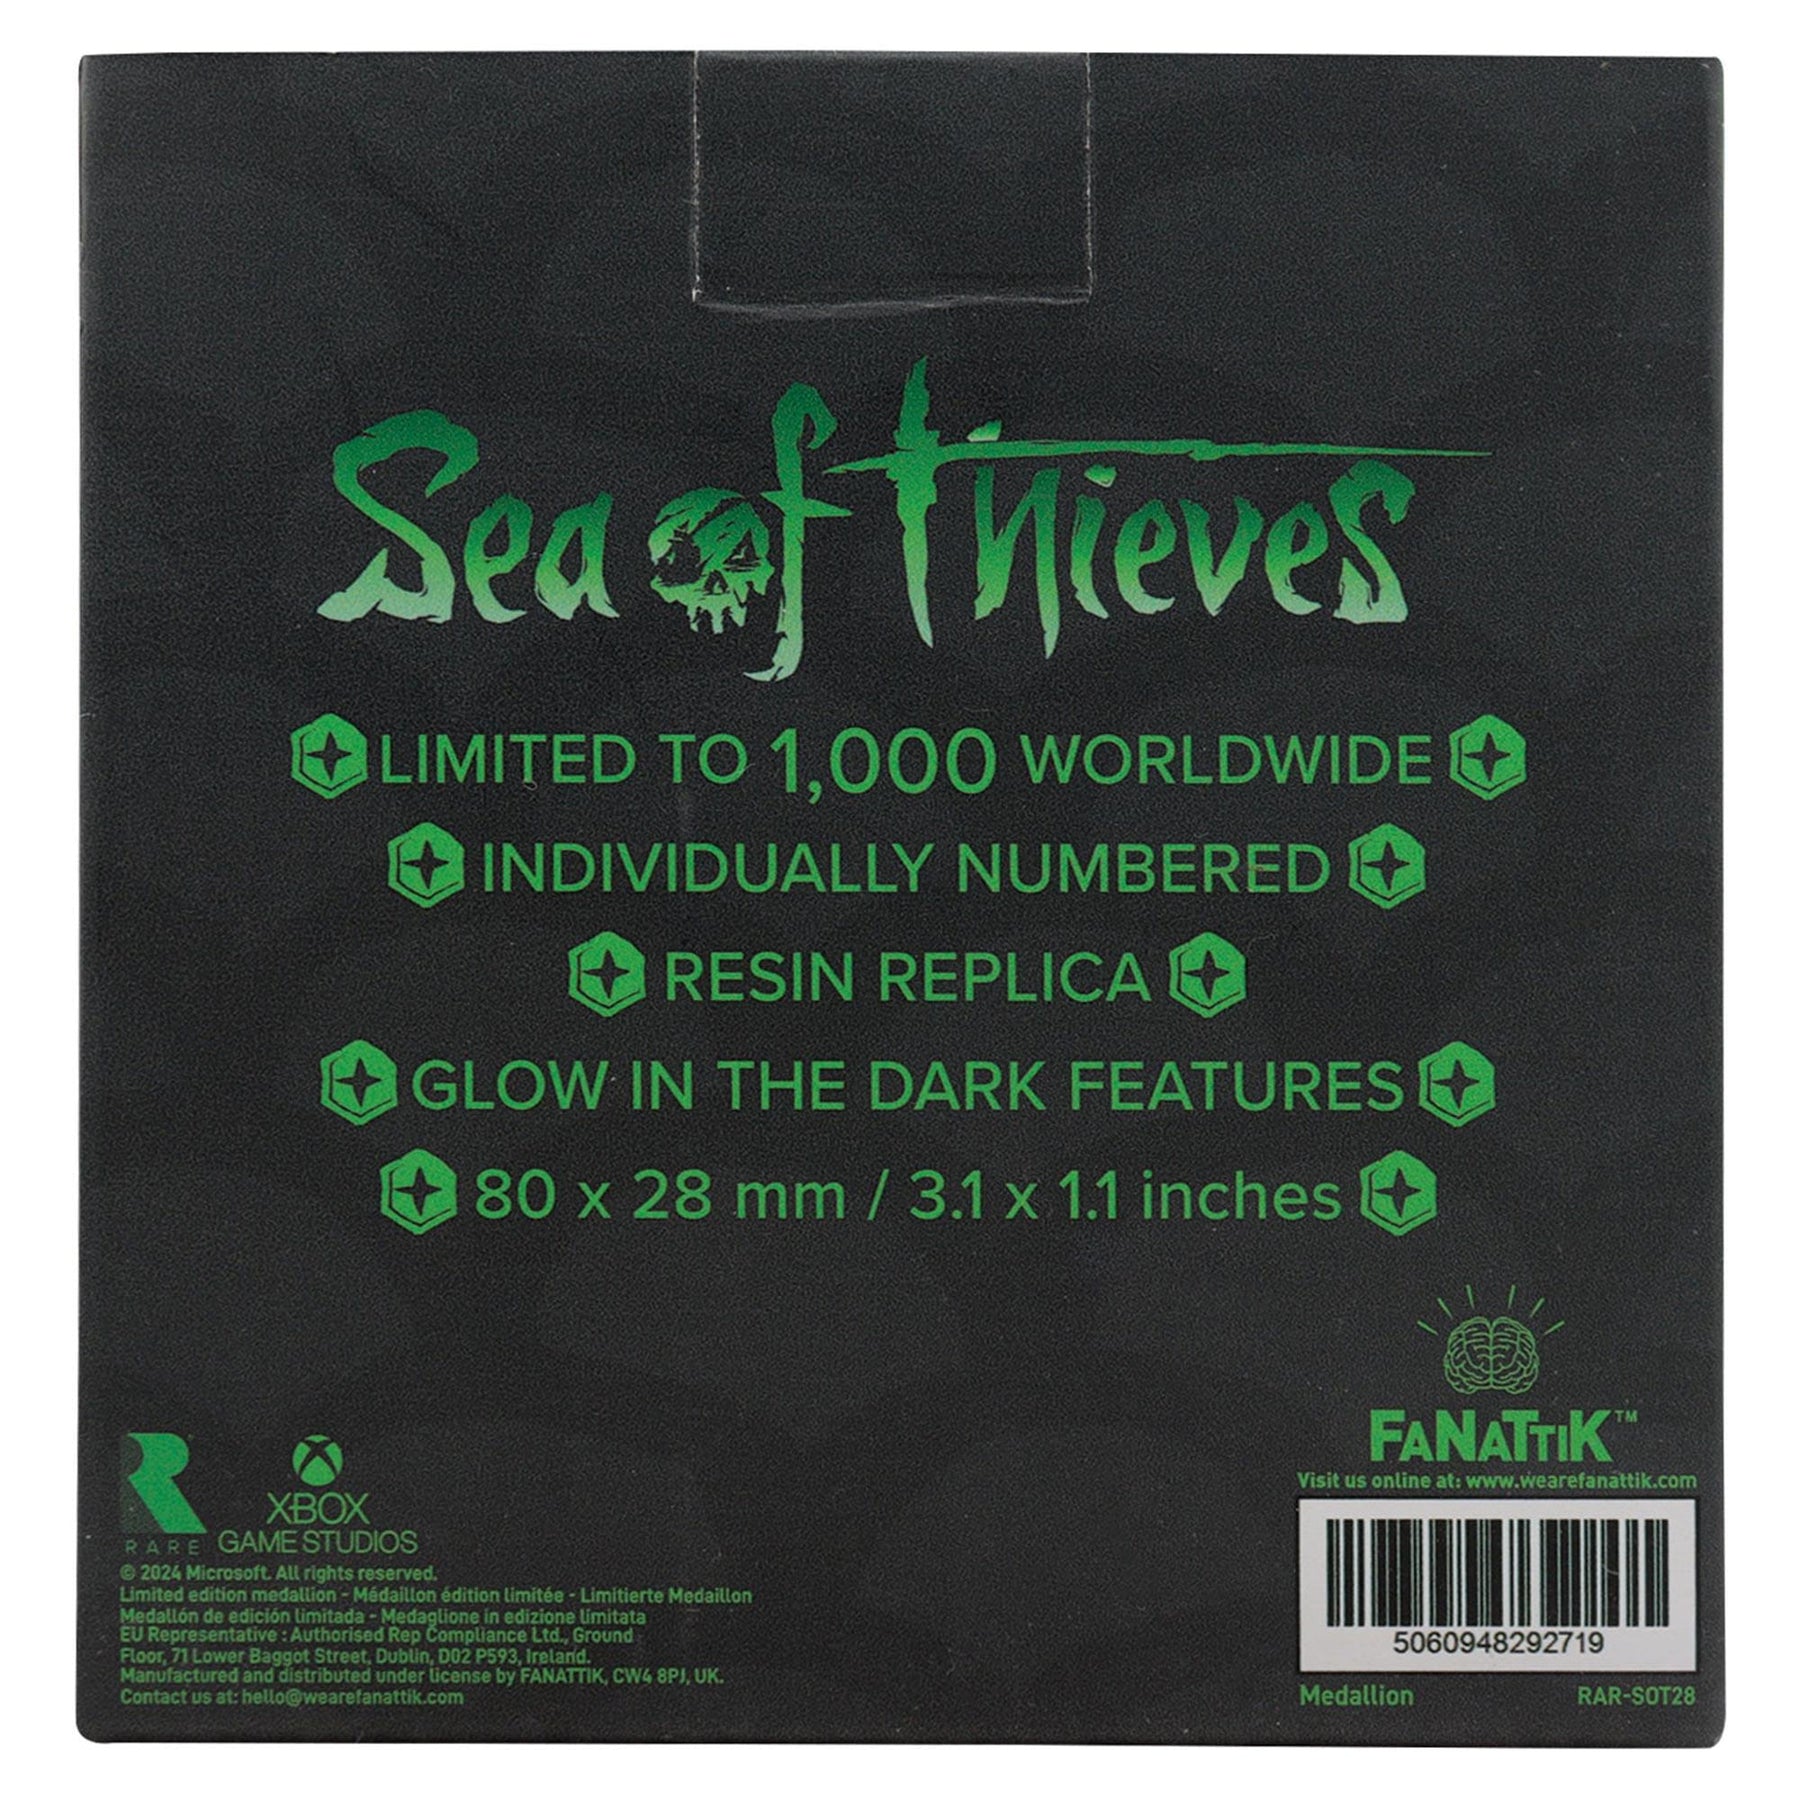 Sea of Thieves
LIMITED TO 1,000 WORLDWIDE
INDIVIDUALLY NUMBERED
RESIN REPLICA
GLOW IN THE DARK FEATURES
80 x 28 mm / 3.1 x 1.1 inches
FANATTIK™
Visit us online at: www.wearefanattik.com
5060948292719
Medallion RAR-SOT28
RARE
XBOX
GAME STUDIOS
© 2024 Microsoft. All rights reserved.
Limited edition medallion - Médaillon édition limitée - Limitierte Medaillon
Medallón de edición limitada - Medaglione in edizione limitata
EU Representative : Authorised Rep Compliance Ltd., Ground
Floor, 71 Lower Baggot Street, Dublin, D02 P593, Ireland.
Manufactured and distributed under license by FANATTIK, CW4 8PJ, UK.
Contact us at: hello@wearefanattik.com